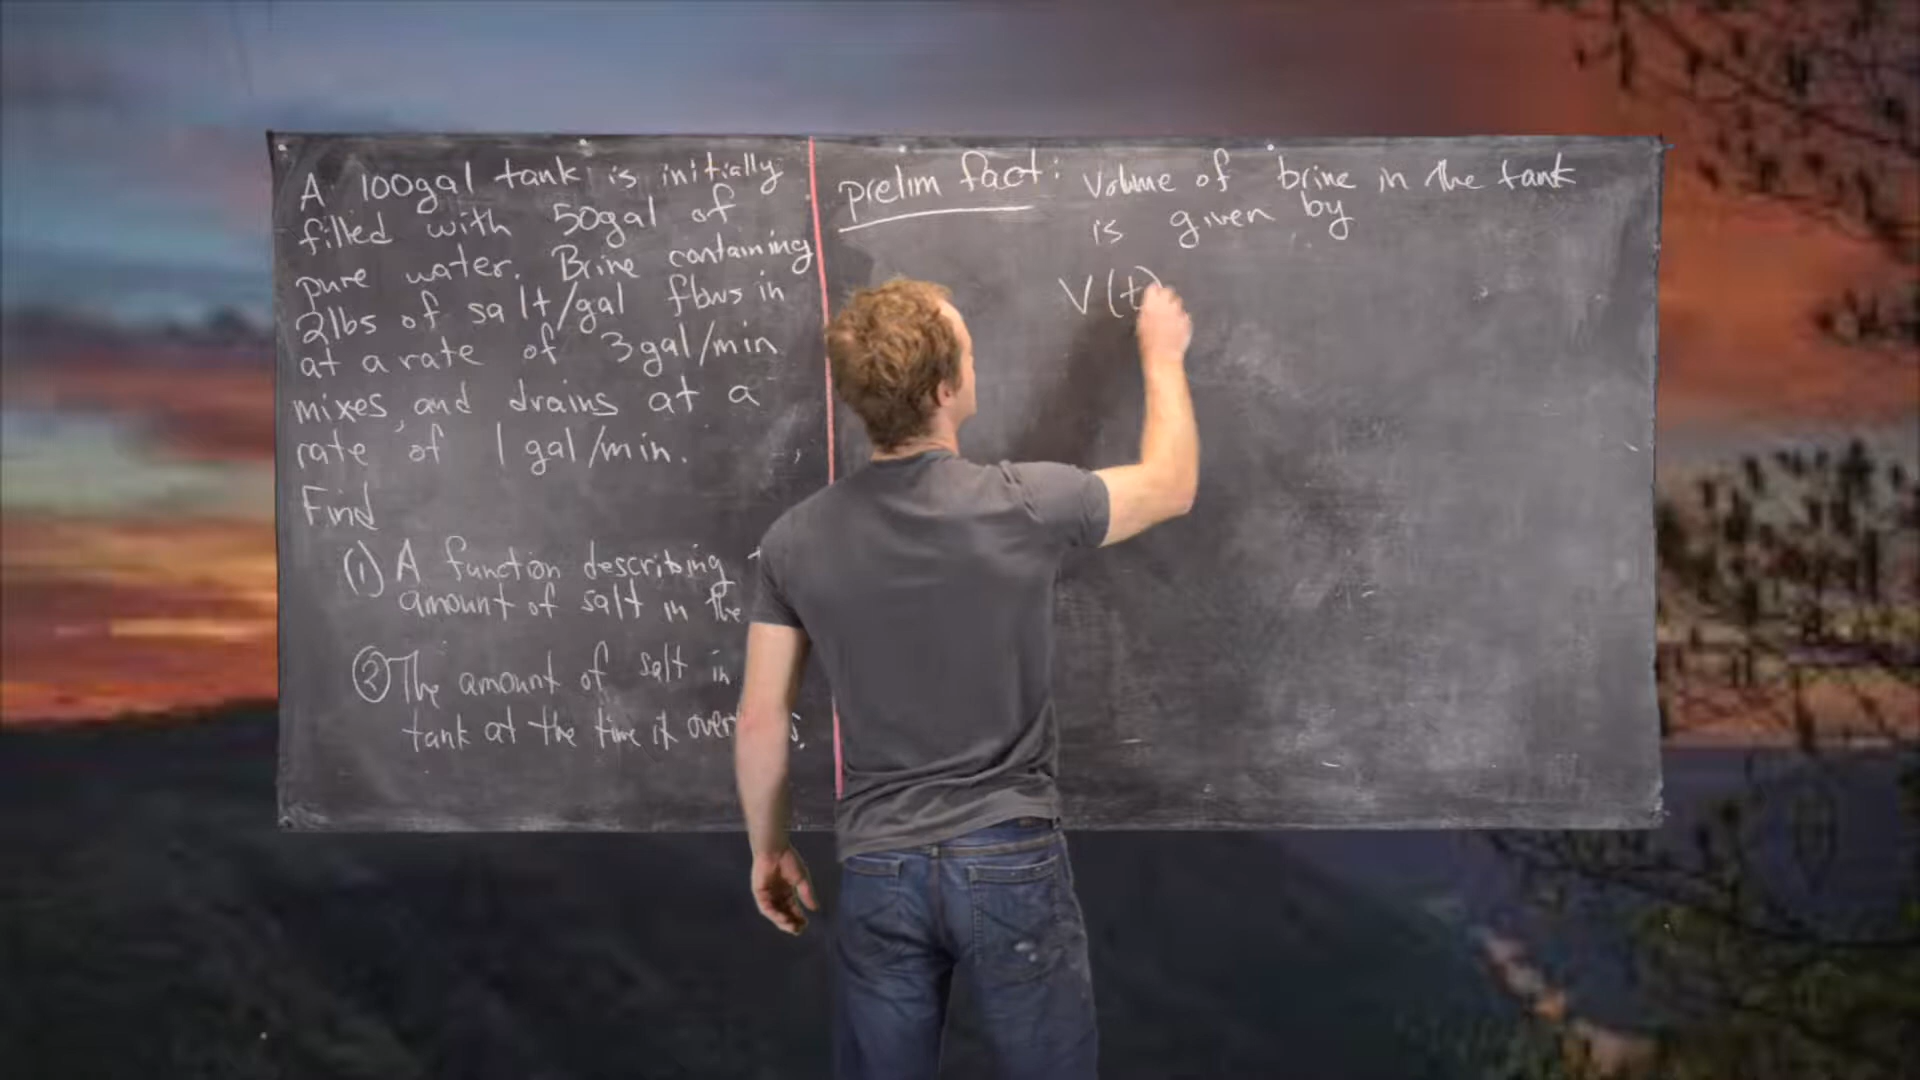 A 100gal tank is initially
filled with 50gal of
pure water. Brine containing
2lbs of salt/gal flows in
at a rate of 3gal/min
mixes, and drains at a
rate of 1 gal/min.
Find
(1) A function describing
amount of salt in the
② The amount of salt in
tank at the time it
prelim fact: Volume of brine in the tank
is given by
V(t)